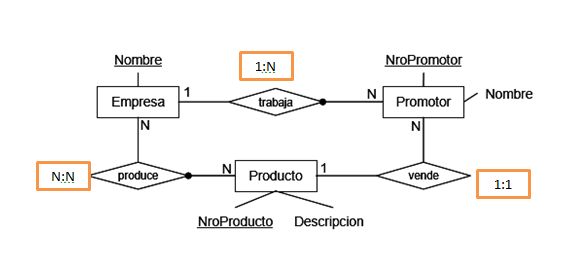 1:N
Nombre
NroPromotor
Empresa
1
trabaja
N
Promotor
Nombre
N
N
N:N
produce
N
Producto
1
vende
1:1
NroProducto
Descripcion